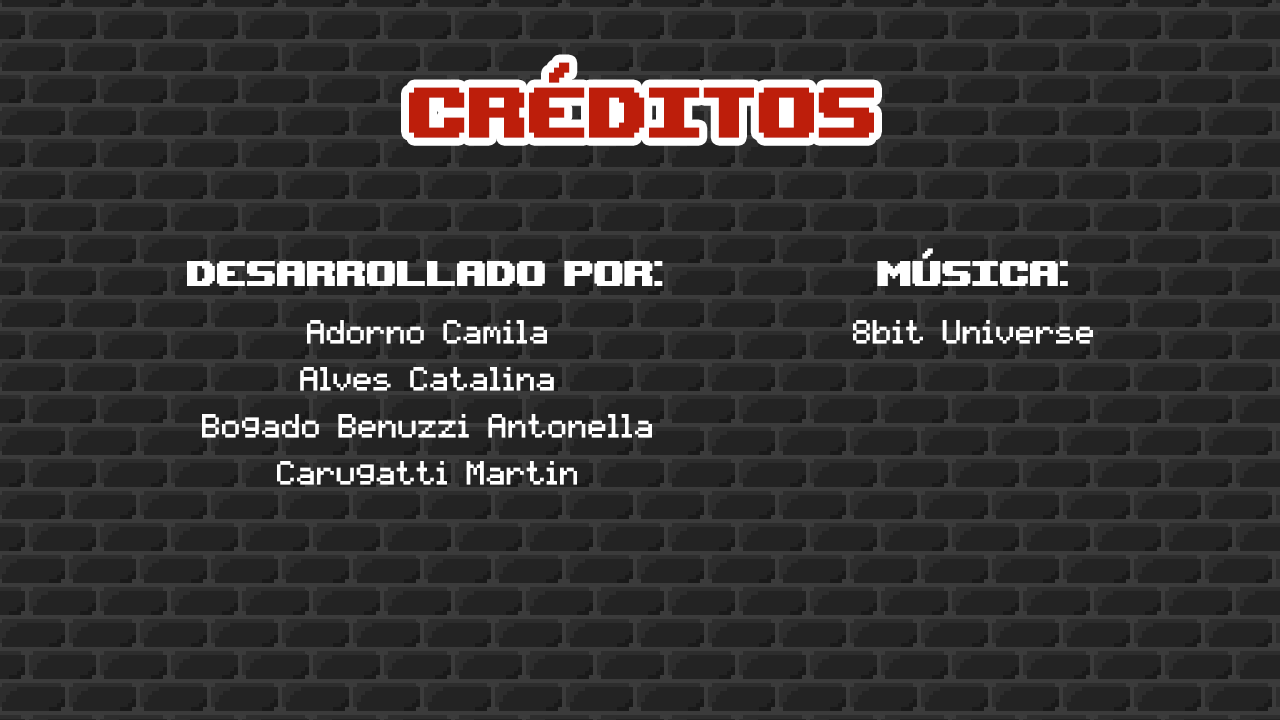 CRÉDITOS
DESARROLLADO POR:
Adorno Camila
Alves Catalina
Bogado Benuzzi Antonella
Carugatti Martin
MÚSICA:
8bit Universe